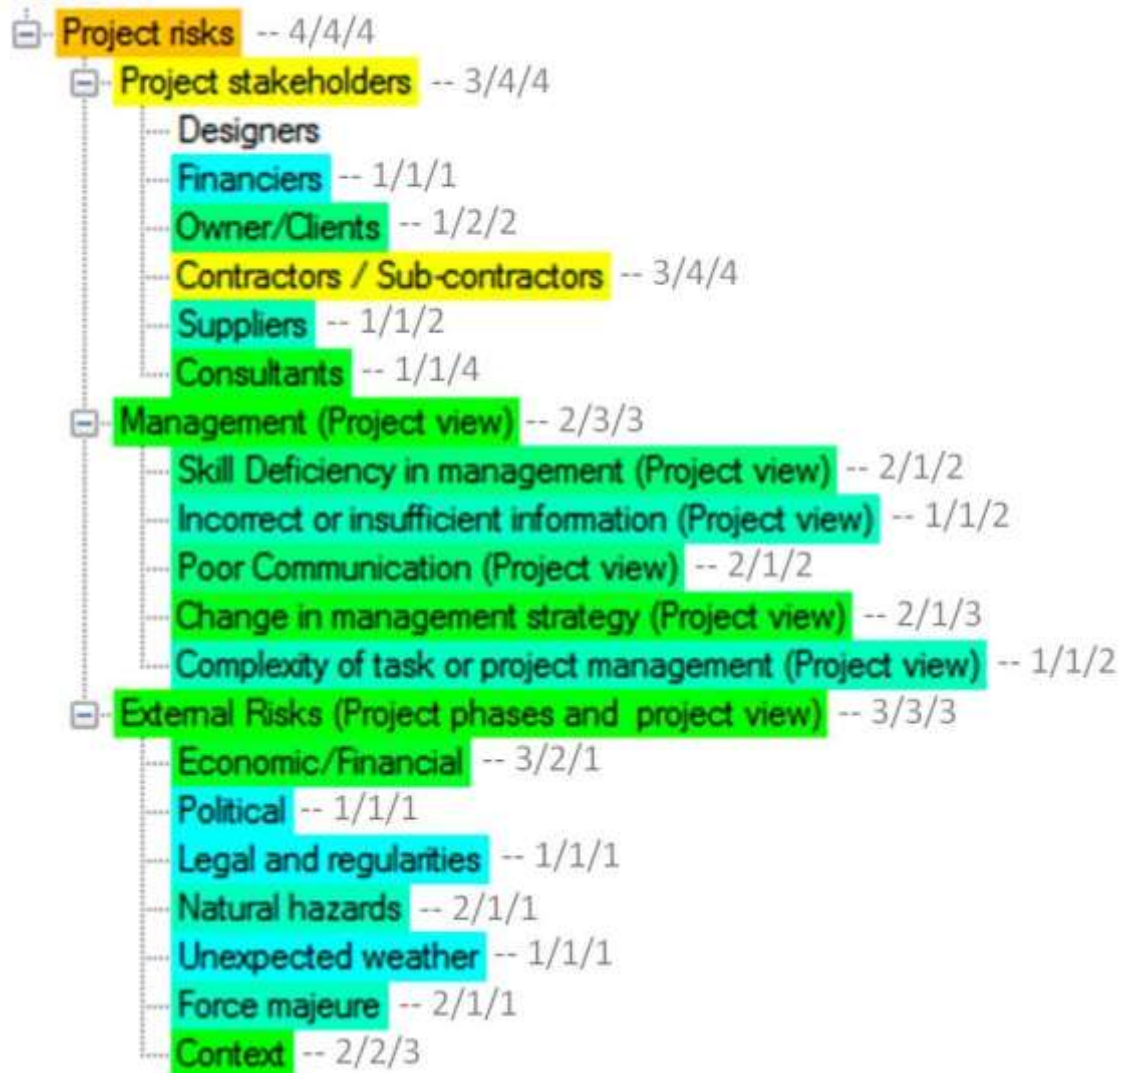 Project risks -- 4/4/4
Project stakeholders -- 3/4/4
Designers
Financiers -- 1/1/1
Owner/Clients -- 1/2/2
Contractors / Sub-contractors -- 3/4/4
Suppliers -- 1/1/2
Consultants -- 1/1/4
Management (Project view) -- 2/3/3
Skill Deficiency in management (Project view) -- 2/1/2
Incorrect or insufficient information (Project view) -- 1/1/2
Poor Communication (Project view) -- 2/1/2
Change in management strategy (Project view) -- 2/1/3
Complexity of task or project management (Project view) -- 1/1/2
External Risks (Project phases and project view) -- 3/3/3
Economic/Financial -- 3/2/1
Political -- 1/1/1
Legal and regularities -- 1/1/1
Natural hazards -- 2/1/1
Unexpected weather -- 1/1/1
Force majeure -- 2/1/1
Context -- 2/2/3